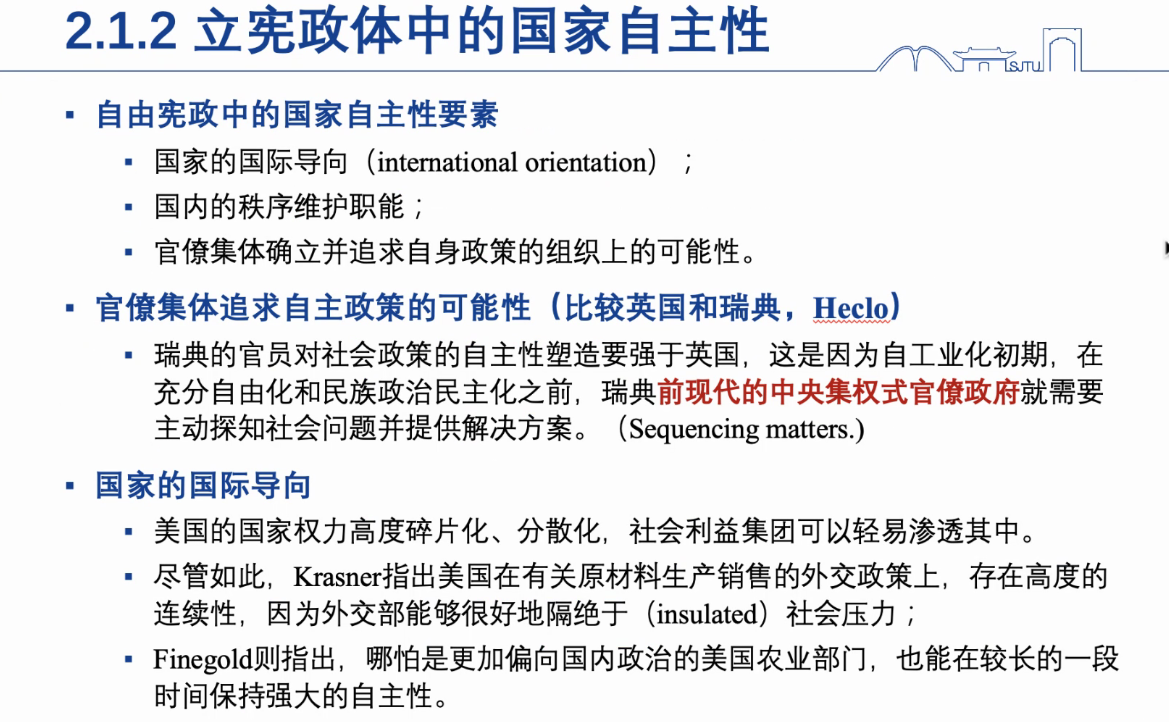 2.1.2 立宪政体中的国家自主性
SJTU
▪ 自由宪政中的国家自主性要素
▪ 国家的国际导向（international orientation）；
▪ 国内的秩序维护职能；
▪ 官僚集体确立并追求自身政策的组织上的可能性。
▪ 官僚集体追求自主政策的可能性（比较英国和瑞典，Heclo）
▪ 瑞典的官员对社会政策的自主性塑造要强于英国，这是因为自工业化初期，在
充分自由化和民族政治民主化之前，瑞典前现代的中央集权式官僚政府就需要
主动探知社会问题并提供解决方案。（Sequencing matters.)
▪ 国家的国际导向
▪ 美国的国家权力高度碎片化、分散化，社会利益集团可以轻易渗透其中。
▪ 尽管如此，Krasner指出美国在有关原材料生产销售的外交政策上，存在高度的
连续性，因为外交部能够很好地隔绝于（insulated）社会压力；
▪ Finegold则指出，哪怕是更加偏向国内政治的美国农业部门，也能在较长的一段
时间保持强大的自主性。